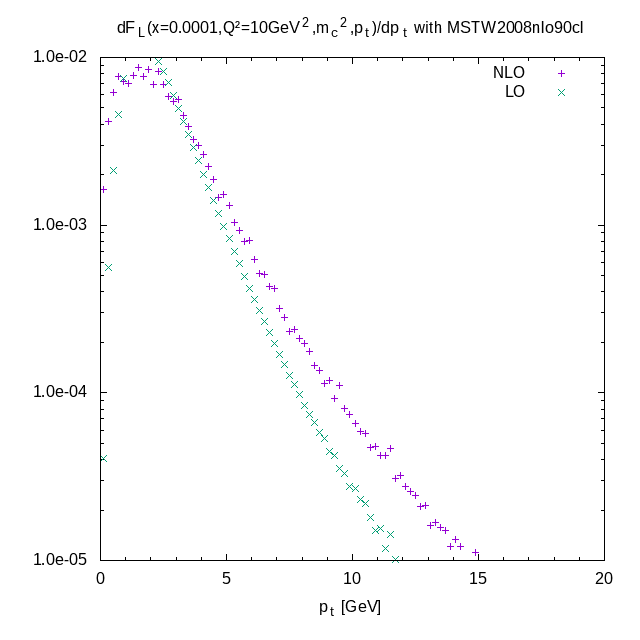 dF_L(x=0.0001,Q²=10GeV²,m_c²,p_t)/dp_t with MSTW2008nlo90cl
NLO
LO
1.0e-02
1.0e-03
1.0e-04
1.0e-05
0 5 10 15 20
p_t [GeV]